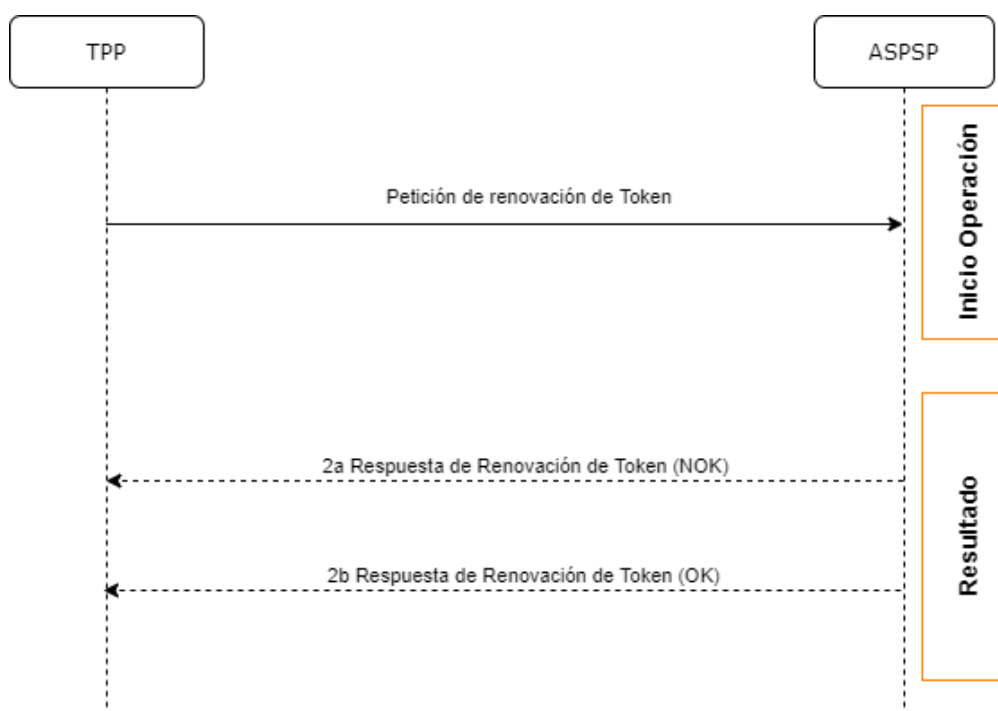 TPP
ASPSP
Inicio Operación
Petición de renovación de Token
2a Respuesta de Renovación de Token (NOK)
Resultado
2b Respuesta de Renovación de Token (OK)